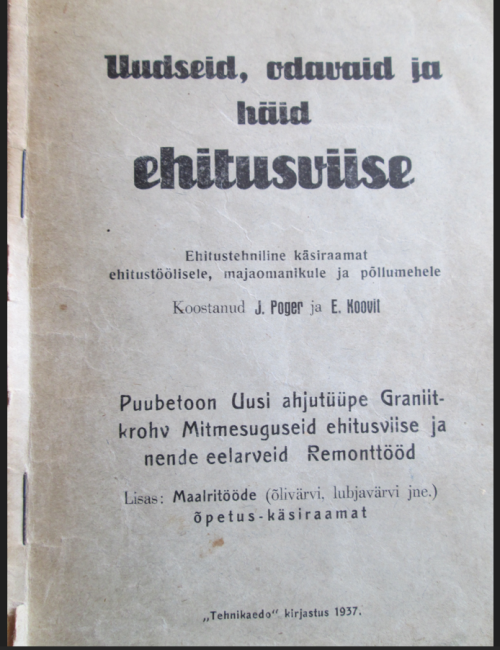 Uudseid, odavaid ja
häid
ehitusviise
Ehitustehniline käsiraamat
ehitustöölisele, majaomanikule ja põllumehele
Koostanud J. Poger ja E. Koovit
Puubetoon Uusi ahjutüüpe Graniit-
krohv Mitmesuguseid ehitusviise ja
nende eelarveid Remonttööd
Lisas: Maalritööde (õlivärvi, lubjavärvi jne.)
õpetus-käsiraamat
„Tehnikaedo“ kirjastus 1937.